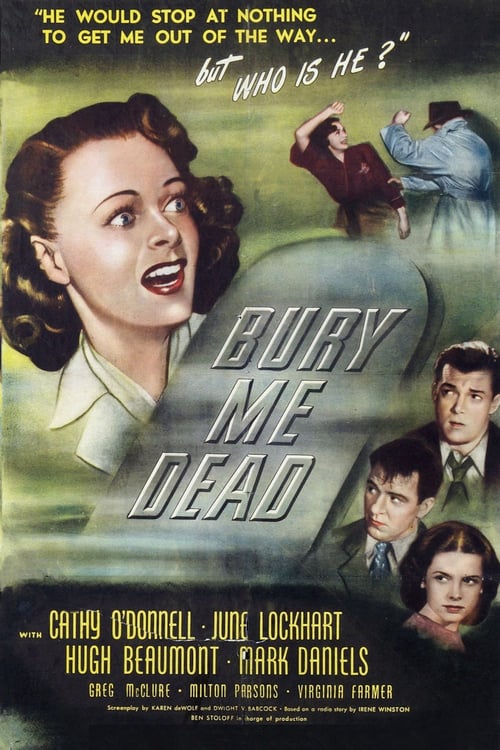 "HE WOULD STOP AT NOTHING
TO GET ME OUT OF THE WAY...
but WHO IS HE?"
BURY
ME
DEAD
WITH CATHY O'DONNELL · JUNE LOCKHART
HUGH BEAUMONT · MARK DANIELS
GREG McCLURE · MILTON PARSONS · VIRGINIA FARMER
Screenplay by KAREN deWOLF and DWIGHT V. BABCOCK · Based on a radio story by IRENE WINSTON
BEN STOLOFF in charge of production